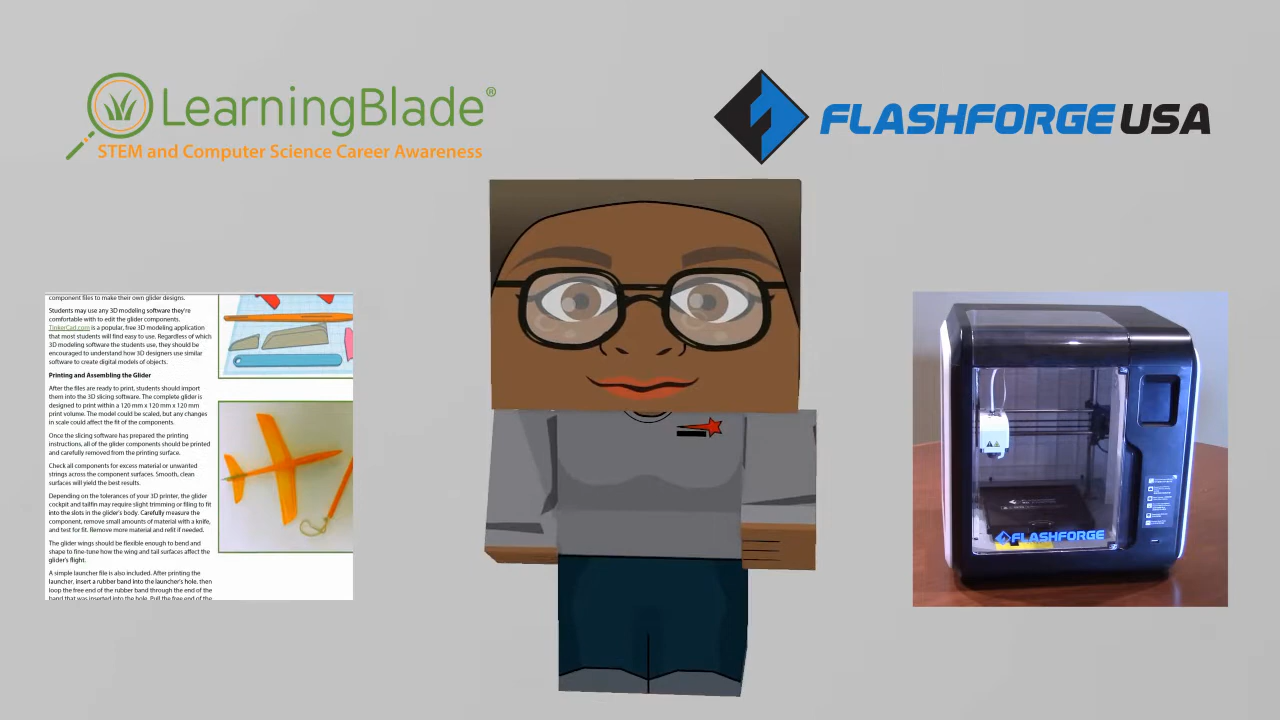 LearningBlade®
STEM and Computer Science Career Awareness
FLASHFORGE USA
component files to make their own glider designs.
Students may use any 3D modeling software they're
comfortable with to edit the glider components.
TinkerCad.com is a popular, free 3D modeling application
that most students will find easy to use. Regardless of which
3D modeling software the students use, they should be
encouraged to understand how 3D designers use similar
software to create digital models of objects.
Printing and Assembling the Glider
After the files are ready to print, students should import
them into the 3D slicing software. The complete glider is
designed to print within a 120 mm x 120 mm x 120 mm
print volume. The model could be scaled, but any changes
in scale could affect the fit of the components.
Once the slicing software has prepared the printing
instructions, all of the glider components should be printed
and carefully removed from the printing surface.
Check all components for excess material or unwanted
strings across the component surfaces. Smooth, clean
surfaces will yield the best results.
Depending on the tolerances of your 3D printer, the glider
cockpit and tailfin may require slight trimming or filing to fit
into the slots in the glider's body. Carefully measure the
component, remove small amounts of material with a knife,
and test for fit. Remove more material and refit if needed.
The glider wings should be flexible enough to bend and
shape to fine-tune how the wing and tail surfaces affect the
glider's flight.
A simple launcher file is also included. After printing the
launcher, insert a rubber band into the launcher's hole, then
loop the free end of the rubber band through the end of the
band that was inserted into the hole. Pull the free end of the
FLASHFORGE